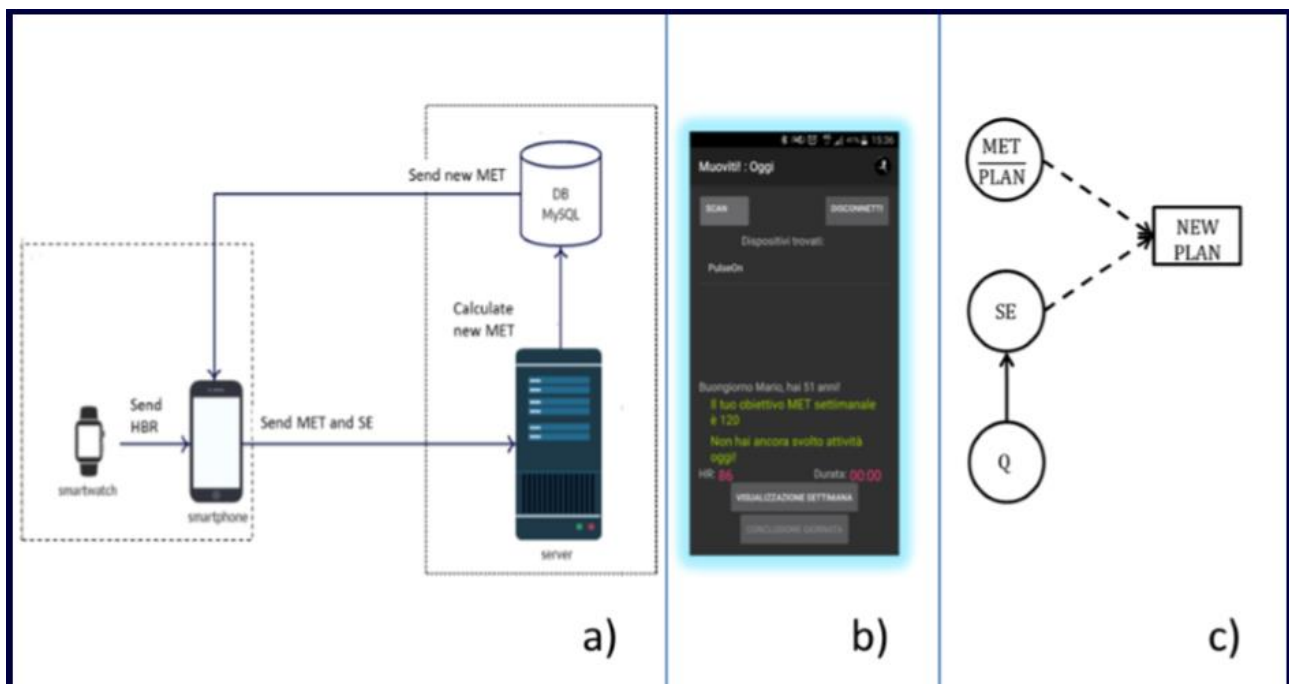 Send new MET
DB
MySQL
Calculate
new MET
Send
HBR
Send MET and SE
smartwatch
smartphone
server
a)
15:36
Muoviti! : Oggi
SCAN
DISCONNETTI
Dispositivi trovati:
PulseOn
Buongiorno Mario, hai 51 anni!
Il tuo obiettivo MET settimanale
è 120
Non hai ancora svolto attività
oggi!
HR: 86 Durata: 00:00
VISUALIZZAZIONE SETTIMANA
CONCLUSIONE GIORNATA
b)
MET
PLAN
NEW
PLAN
SE
Q
c)